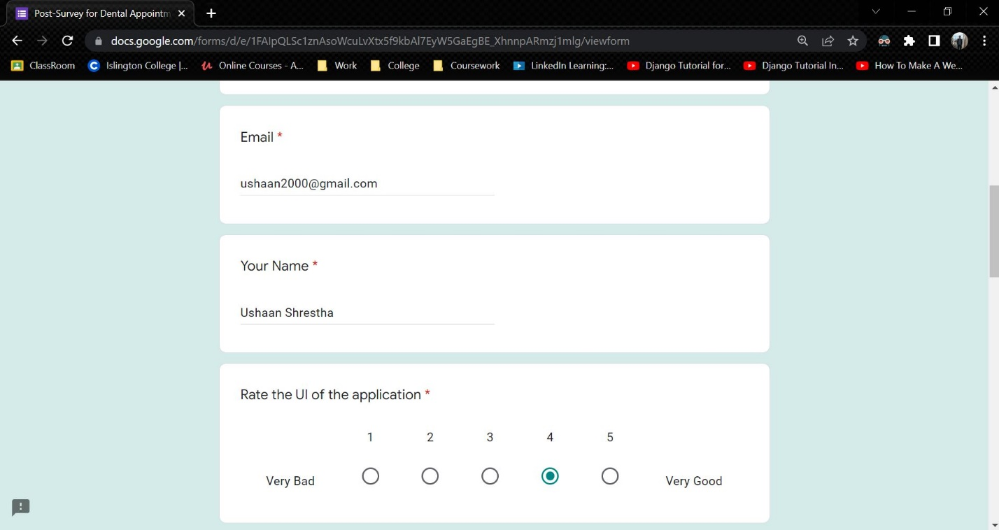 Post-Survey for Dental Appointm
docs.google.com/forms/d/e/1FAIpQLSc1znAsoWcuLvXtx5f9kbAl7EyW5GaEgBE_XhnnpARmzj1mlg/viewform
ClassRoom Islington College |... Online Courses - A... Work College Coursework LinkedIn Learning:... Django Tutorial for... Django Tutorial In... How To Make A We...
Email *
ushaan2000@gmail.com
Your Name *
Ushaan Shrestha
Rate the UI of the application *
1 2 3 4 5
Very Bad Very Good